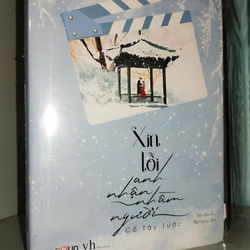 Xin
lỗi
anh
nhận
nhầm
người
Cố Tây Tước